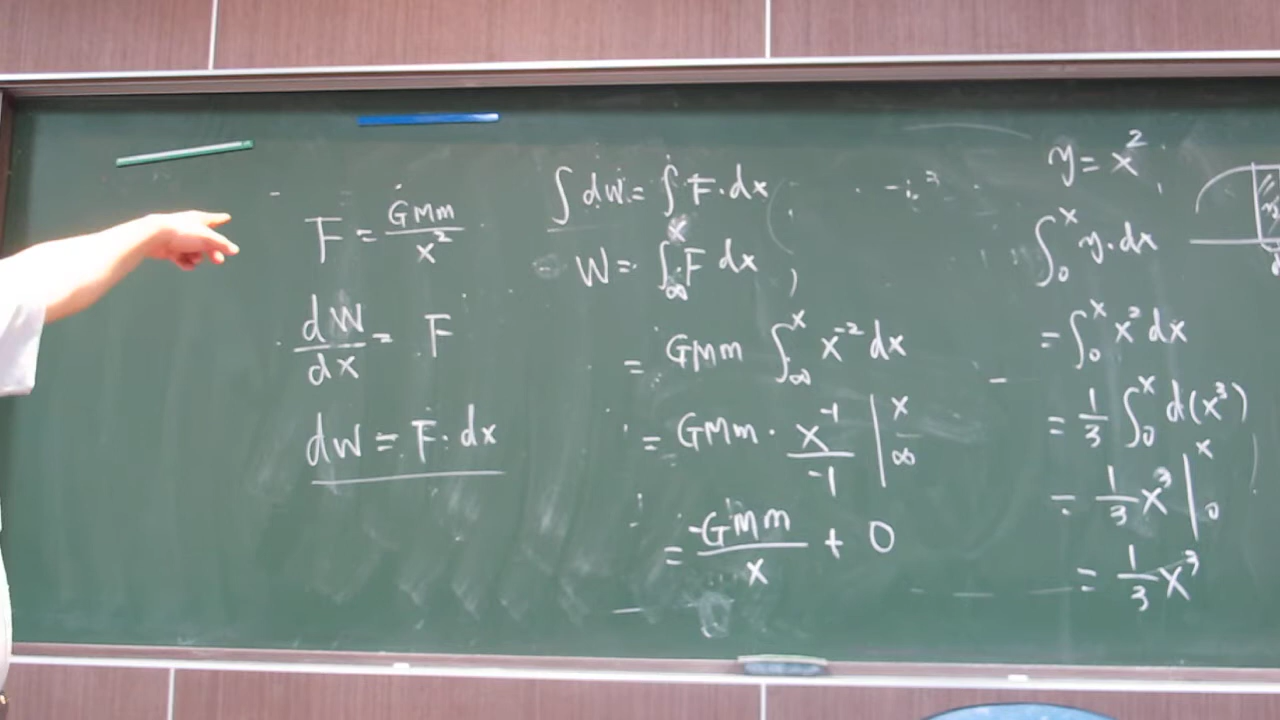 F = GMm/x²
dW/dx = F
dW = F·dx
∫dW = ∫F·dx
W = ∫_∞^x F dx
= GMm ∫_∞^x x⁻² dx
= GMm · x⁻¹/-1 |_∞^x
= -GMm/x + 0
y = x²
∫_0^x y·dx
= ∫_0^x x² dx
= 1/3 ∫_0^x d(x³)
= 1/3 x³ |_0^x
= 1/3 x³